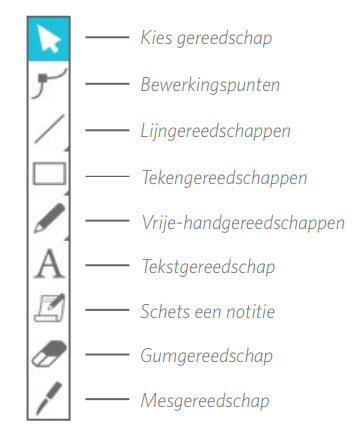 Kies gereedschap
Bewerkingspunten
Lijngereedschappen
Tekengereedschappen
Vrije-handgereedschappen
Tekstgereedschap
Schets een notitie
Gumgereedschap
Mesgereedschap